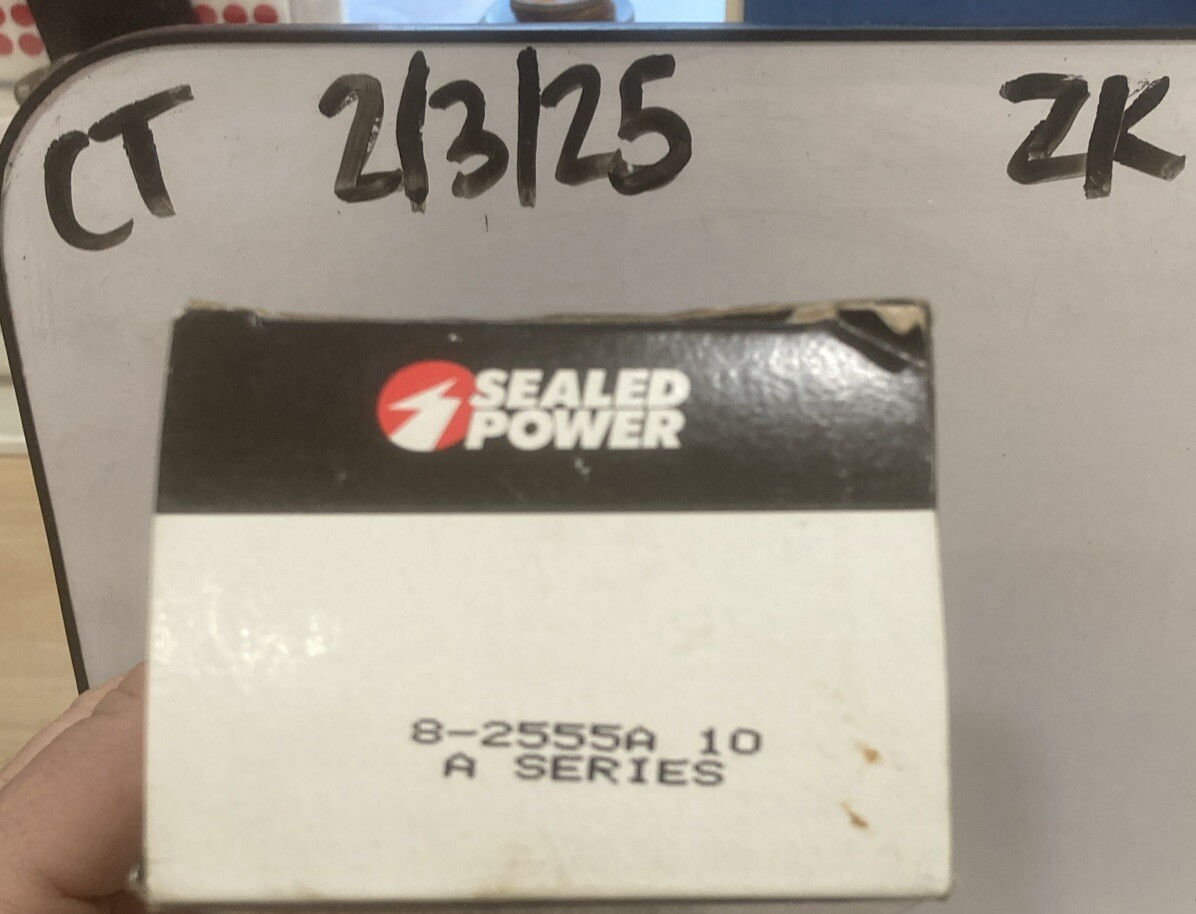 CT 2/3/25 ZK
SEALED
POWER
8-2555A 10
A SERIES